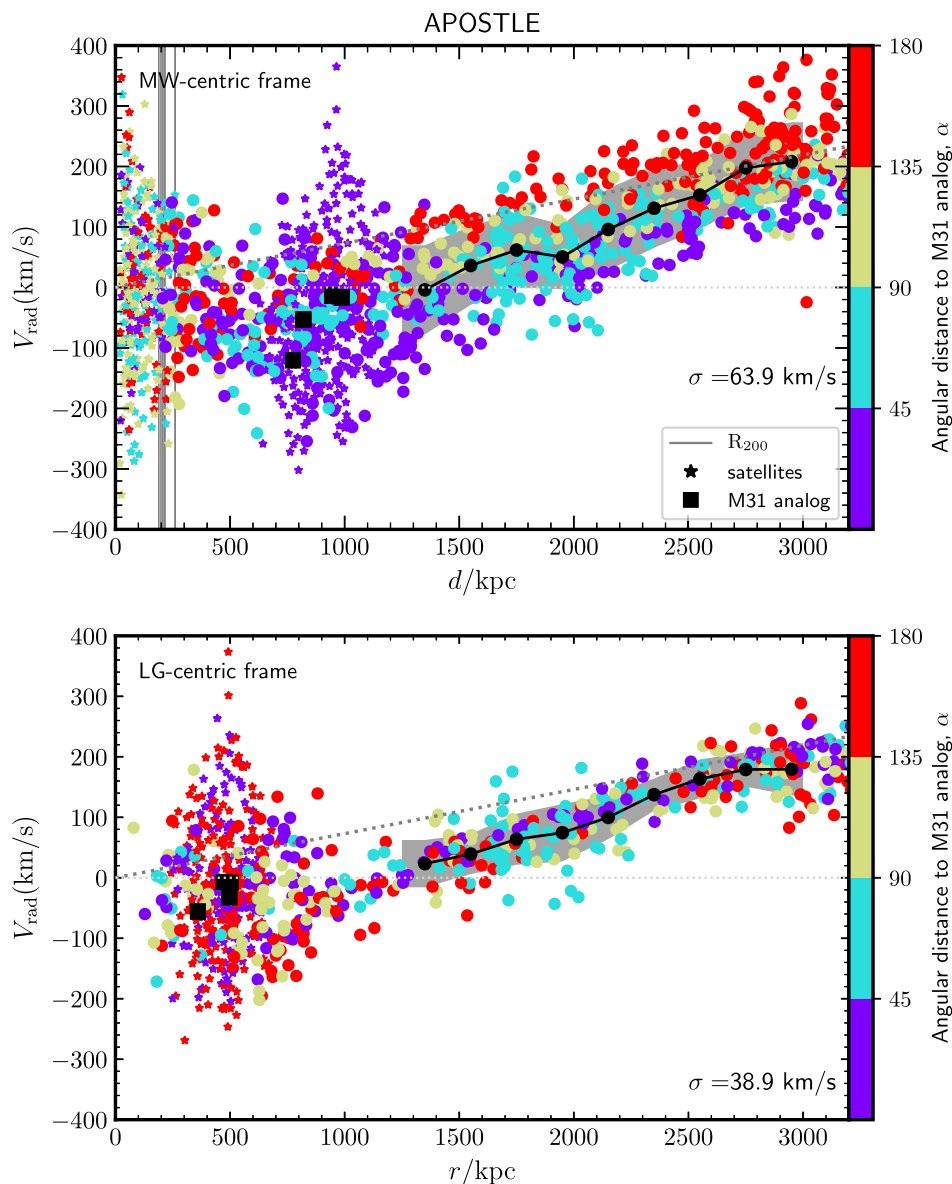 APOSTLE
MW-centric frame
400
300
200
100
0
−100
−200
−300
−400
V_rad(km/s)
σ =63.9 km/s
R_200
satellites
M31 analog
0 500 1000 1500 2000 2500 3000
d/kpc
180
135
90
45
Angular distance to M31 analog, α
LG-centric frame
400
300
200
100
0
−100
−200
−300
−400
V_rad(km/s)
σ =38.9 km/s
0 500 1000 1500 2000 2500 3000
r/kpc
180
135
90
45
Angular distance to M31 analog, α